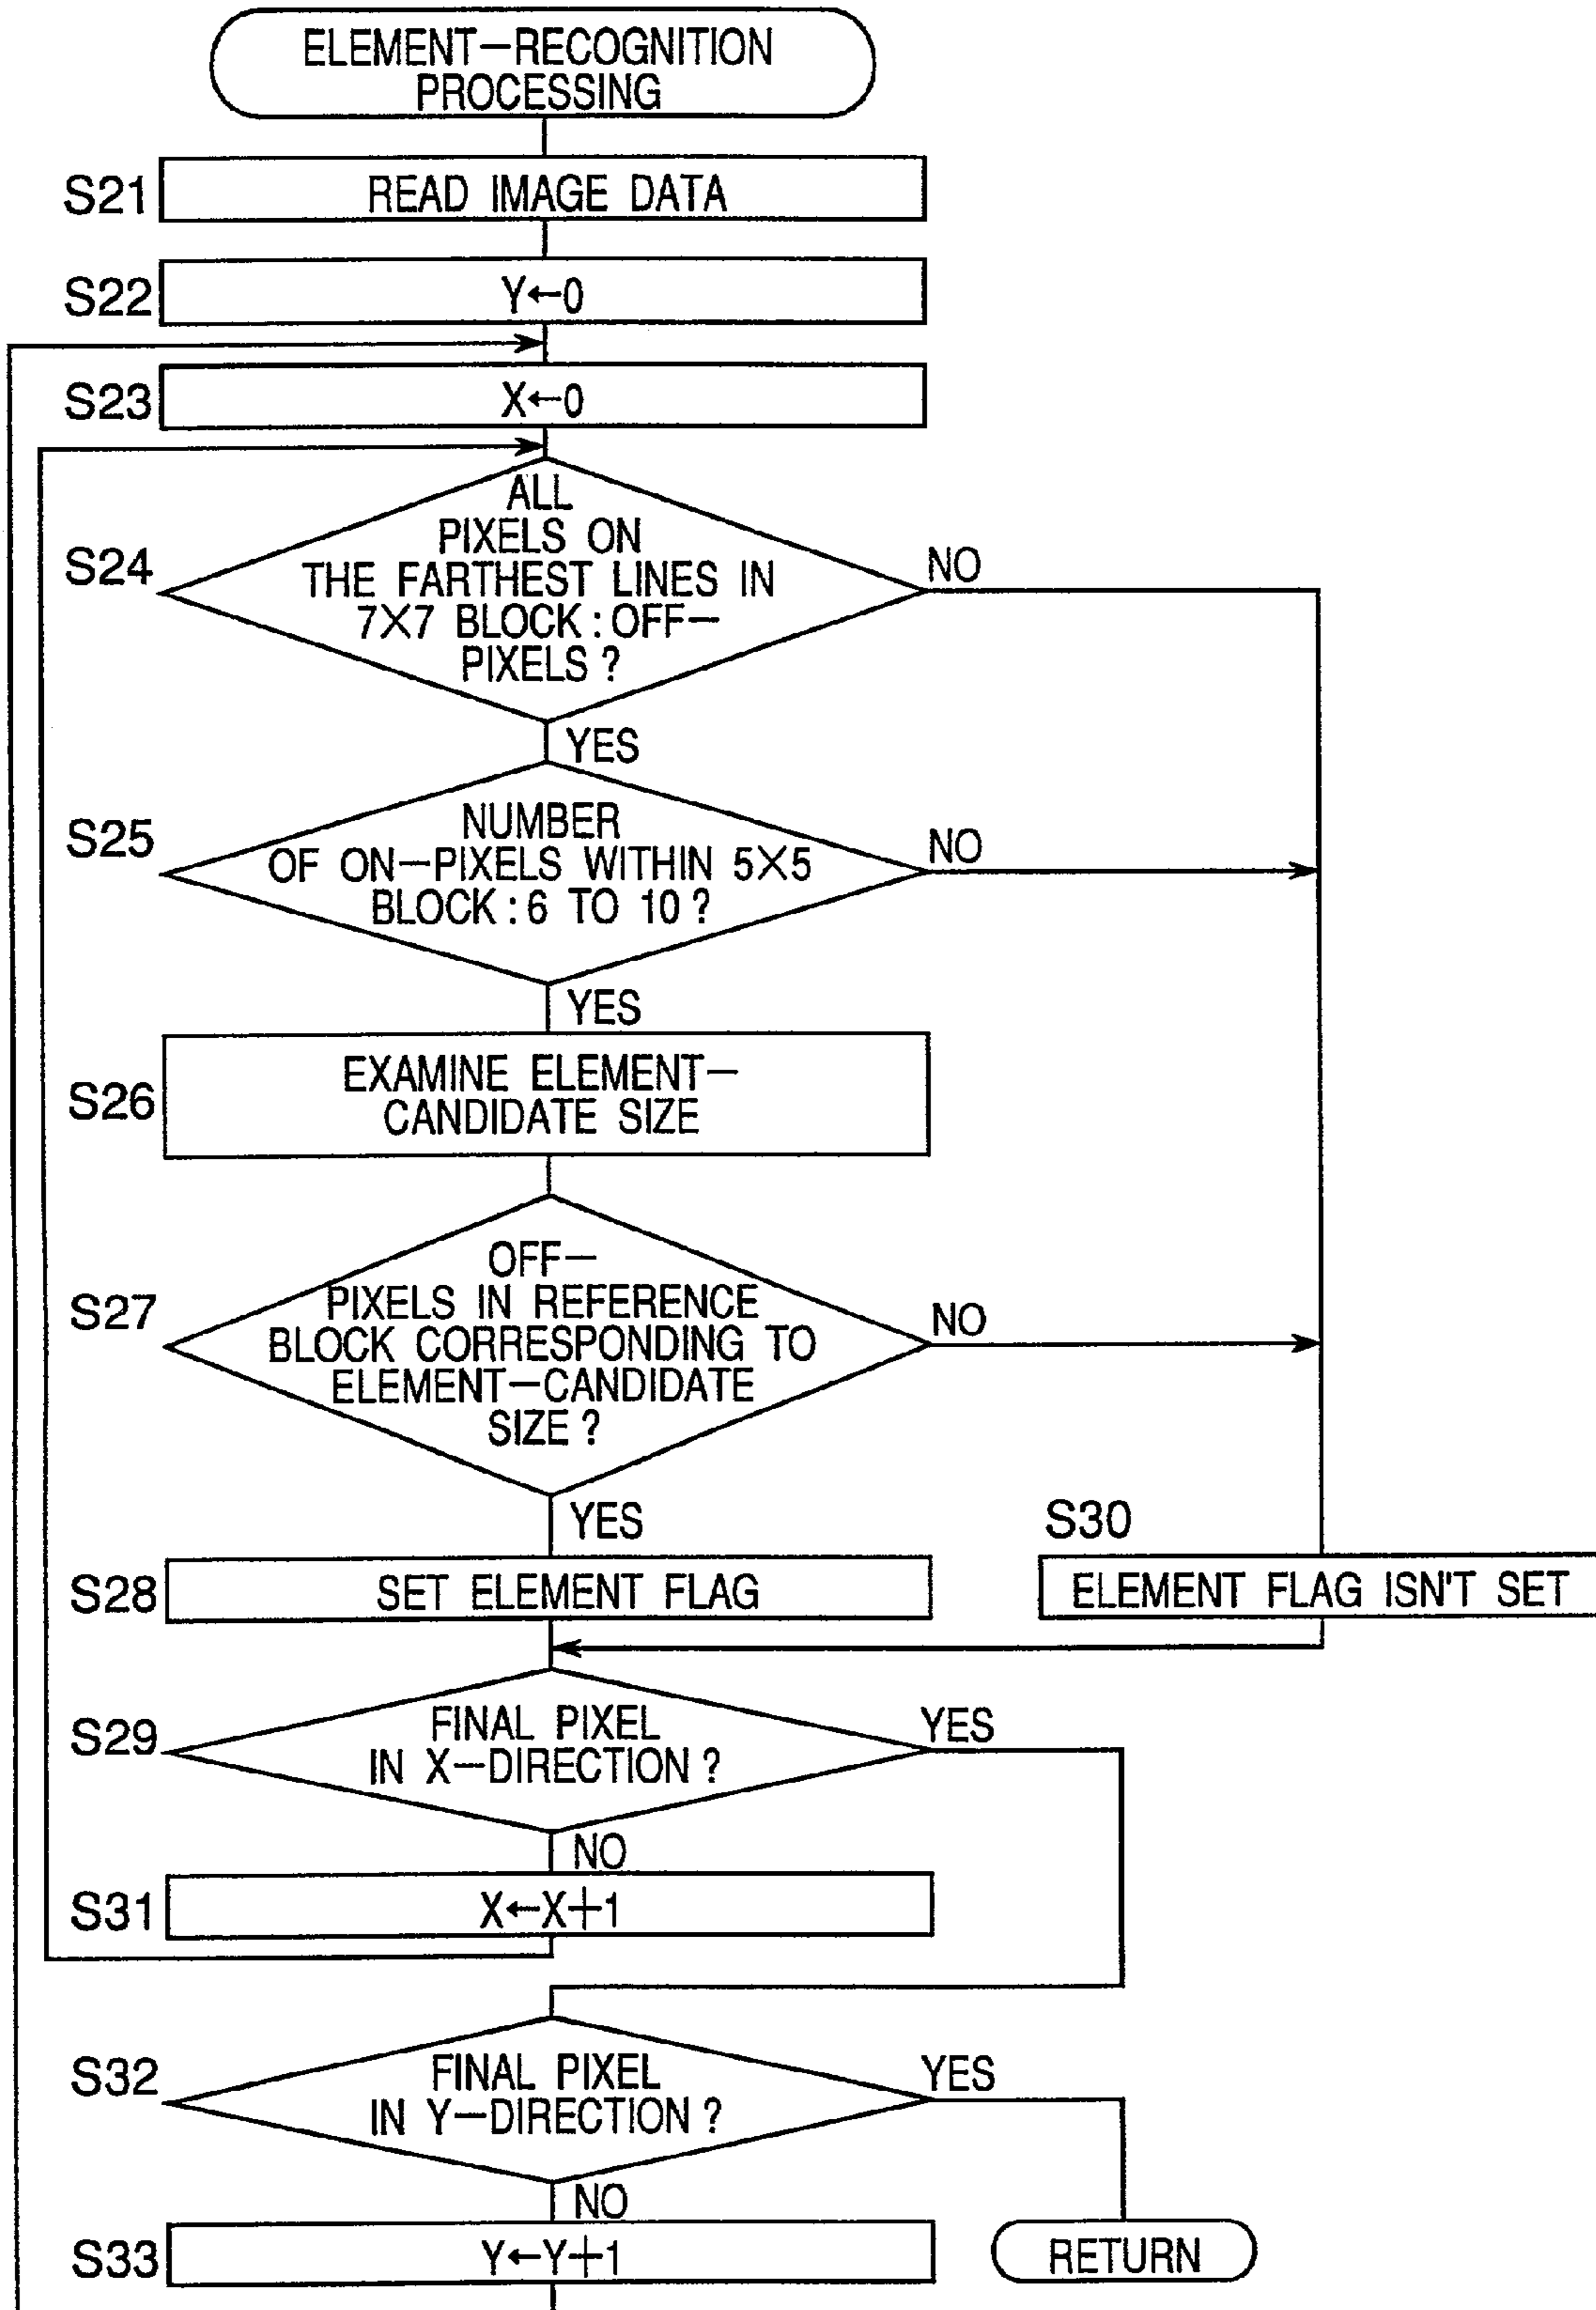 ELEMENT—RECOGNITION
PROCESSING
S21
READ IMAGE DATA
S22
Y←0
S23
X←0
S24
ALL
PIXELS ON
THE FARTHEST LINES IN
7×7 BLOCK : OFF—
PIXELS ?
NO
YES
S25
NUMBER
OF ON—PIXELS WITHIN 5×5
BLOCK : 6 TO 10 ?
NO
YES
S26
EXAMINE ELEMENT—
CANDIDATE SIZE
S27
OFF—
PIXELS IN REFERENCE
BLOCK CORRESPONDING TO
ELEMENT—CANDIDATE
SIZE ?
NO
YES
S28
SET ELEMENT FLAG
S30
ELEMENT FLAG ISN'T SET
S29
FINAL PIXEL
IN X—DIRECTION ?
YES
NO
S31
X←X+1
S32
FINAL PIXEL
IN Y—DIRECTION ?
YES
NO
S33
Y←Y+1
RETURN